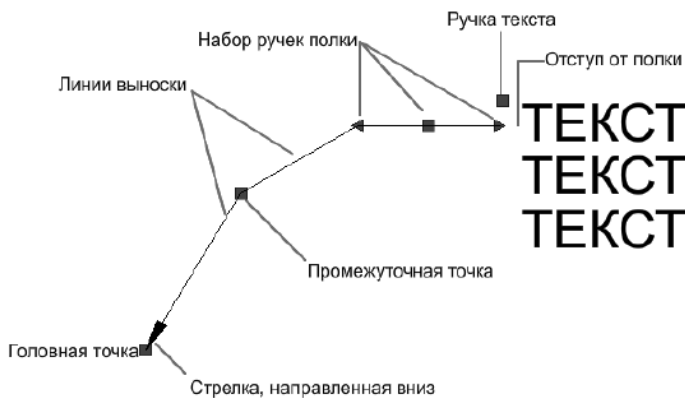 Ручка текста
Набор ручек полки
Отступ от полки
Линии выноски
ТЕКСТ
ТЕКСТ
ТЕКСТ
Промежуточная точка
Головная точка
Стрелка, направленная вниз